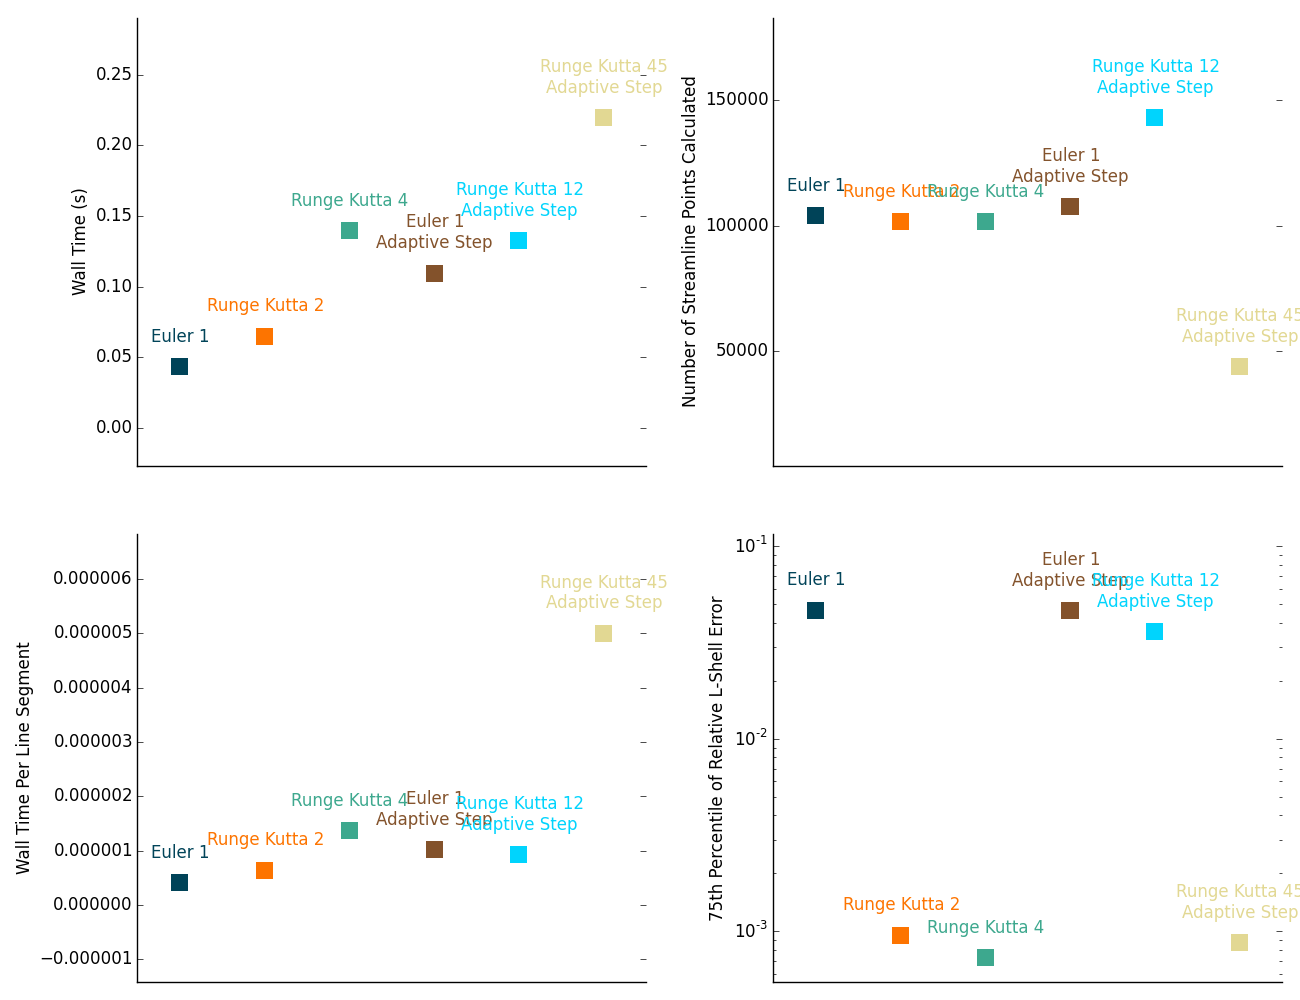 Wall Time (s)
0.25
0.20
0.15
0.10
0.05
0.00
Runge Kutta 45
Adaptive Step
Runge Kutta 12
Adaptive Step
Runge Kutta 4
Euler 1
Adaptive Step
Runge Kutta 2
Euler 1
Number of Streamline Points Calculated
150000
100000
50000
Runge Kutta 12
Adaptive Step
Euler 1
Adaptive Step
Euler 1
Runge Kutta 2
Runge Kutta 4
Runge Kutta 45
Adaptive Step
Wall Time Per Line Segment
0.000006
0.000005
0.000004
0.000003
0.000002
0.000001
0.000000
−0.000001
Runge Kutta 45
Adaptive Step
Runge Kutta 4
Euler 1
Adaptive Step
Runge Kutta 12
Adaptive Step
Runge Kutta 2
Euler 1
75th Percentile of Relative L-Shell Error
10⁻¹
10⁻²
10⁻³
Euler 1
Adaptive Step
Euler 1
Runge Kutta 12
Adaptive Step
Runge Kutta 2
Runge Kutta 4
Runge Kutta 45
Adaptive Step